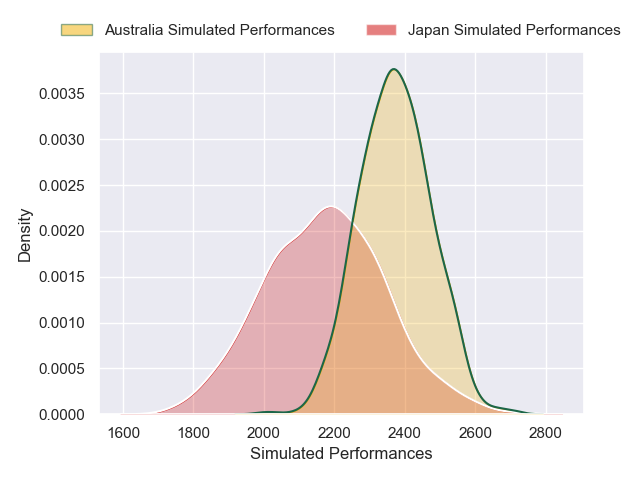 Australia Simulated Performances Japan Simulated Performances
0.0035
0.0030
0.0025
0.0020
0.0015
0.0010
0.0005
0.0000
Density
1600 1800 2000 2200 2400 2600 2800
Simulated Performances